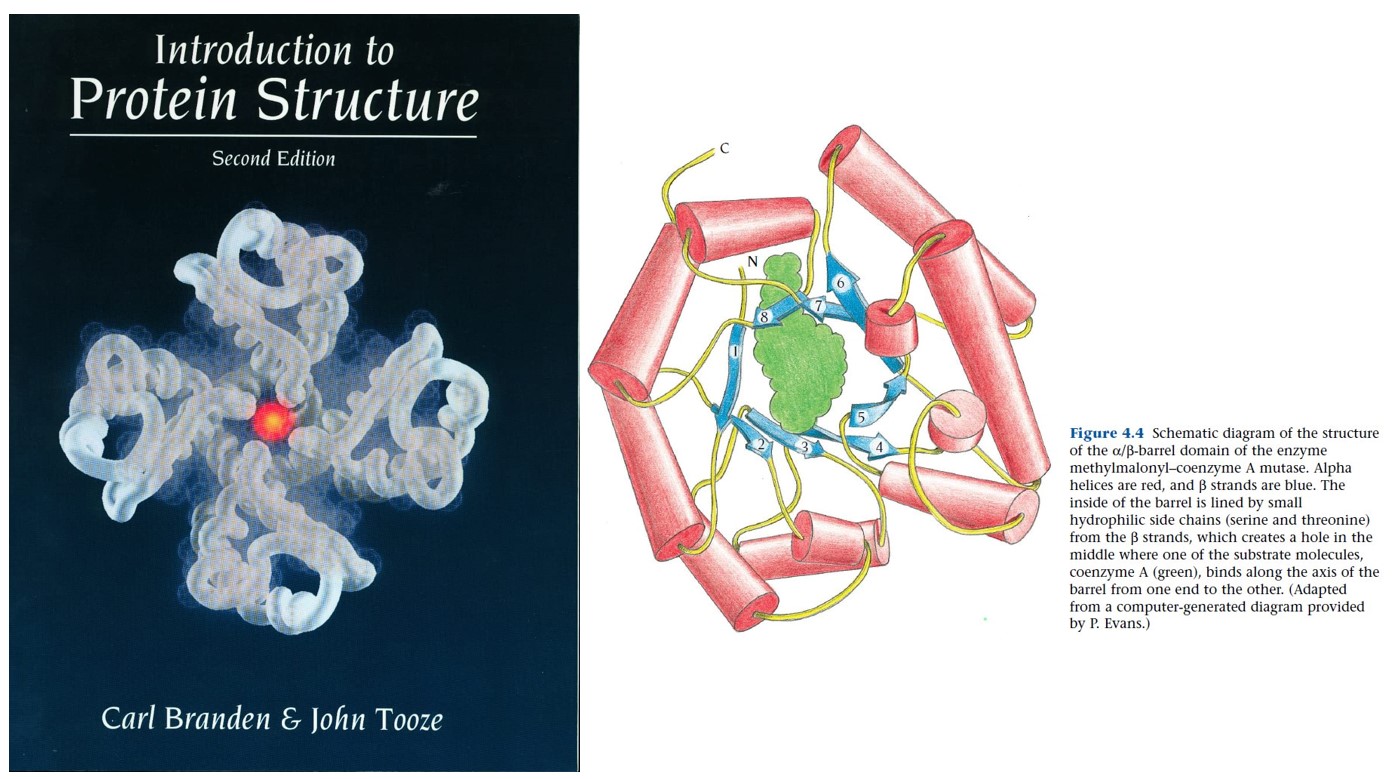 Introduction to
Protein Structure
Second Edition
Carl Branden & John Tooze
C
N
6
7
8
1
5
2
3
4
Figure 4.4 Schematic diagram of the structure
of the α/β-barrel domain of the enzyme
methylmalonyl–coenzyme A mutase. Alpha
helices are red, and β strands are blue. The
inside of the barrel is lined by small
hydrophilic side chains (serine and threonine)
from the β strands, which creates a hole in the
middle where one of the substrate molecules,
coenzyme A (green), binds along the axis of the
barrel from one end to the other. (Adapted
from a computer-generated diagram provided
by P. Evans.)